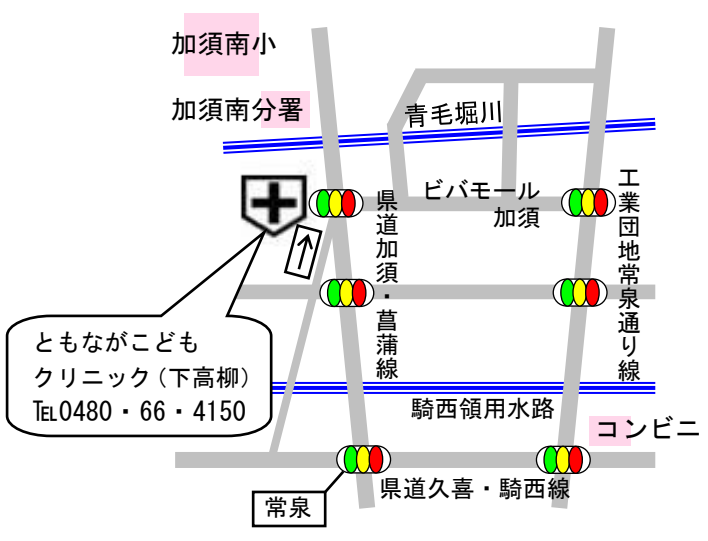 加須南小
加須南分署
青毛堀川
ビバモール
加須
工業団地常泉通り線
県道加須・菖蒲線
ともながこども
クリニック（下高柳）
℡0480・66・4150
騎西領用水路
コンビニ
県道久喜・騎西線
常泉